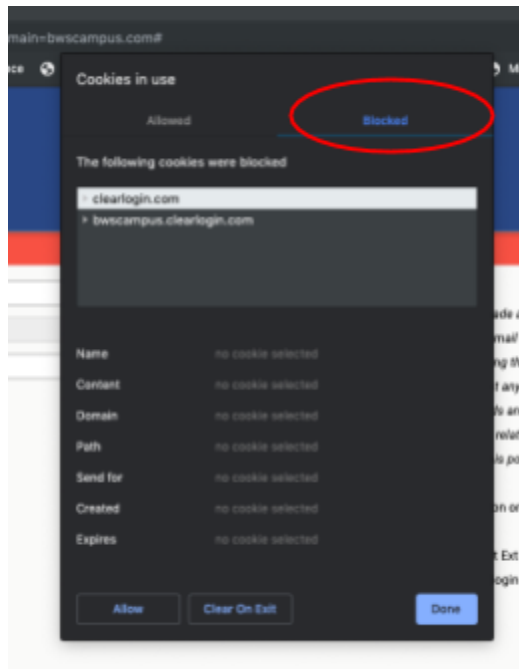 main=bwscampus.com#
Cookies in use
Allowed Blocked
The following cookies were blocked
clearlogin.com
bwscampus.clearlogin.com
Name no cookie selected
Content no cookie selected
Domain no cookie selected
Path no cookie selected
Send for no cookie selected
Created no cookie selected
Expires no cookie selected
Allow Clear On Exit Done